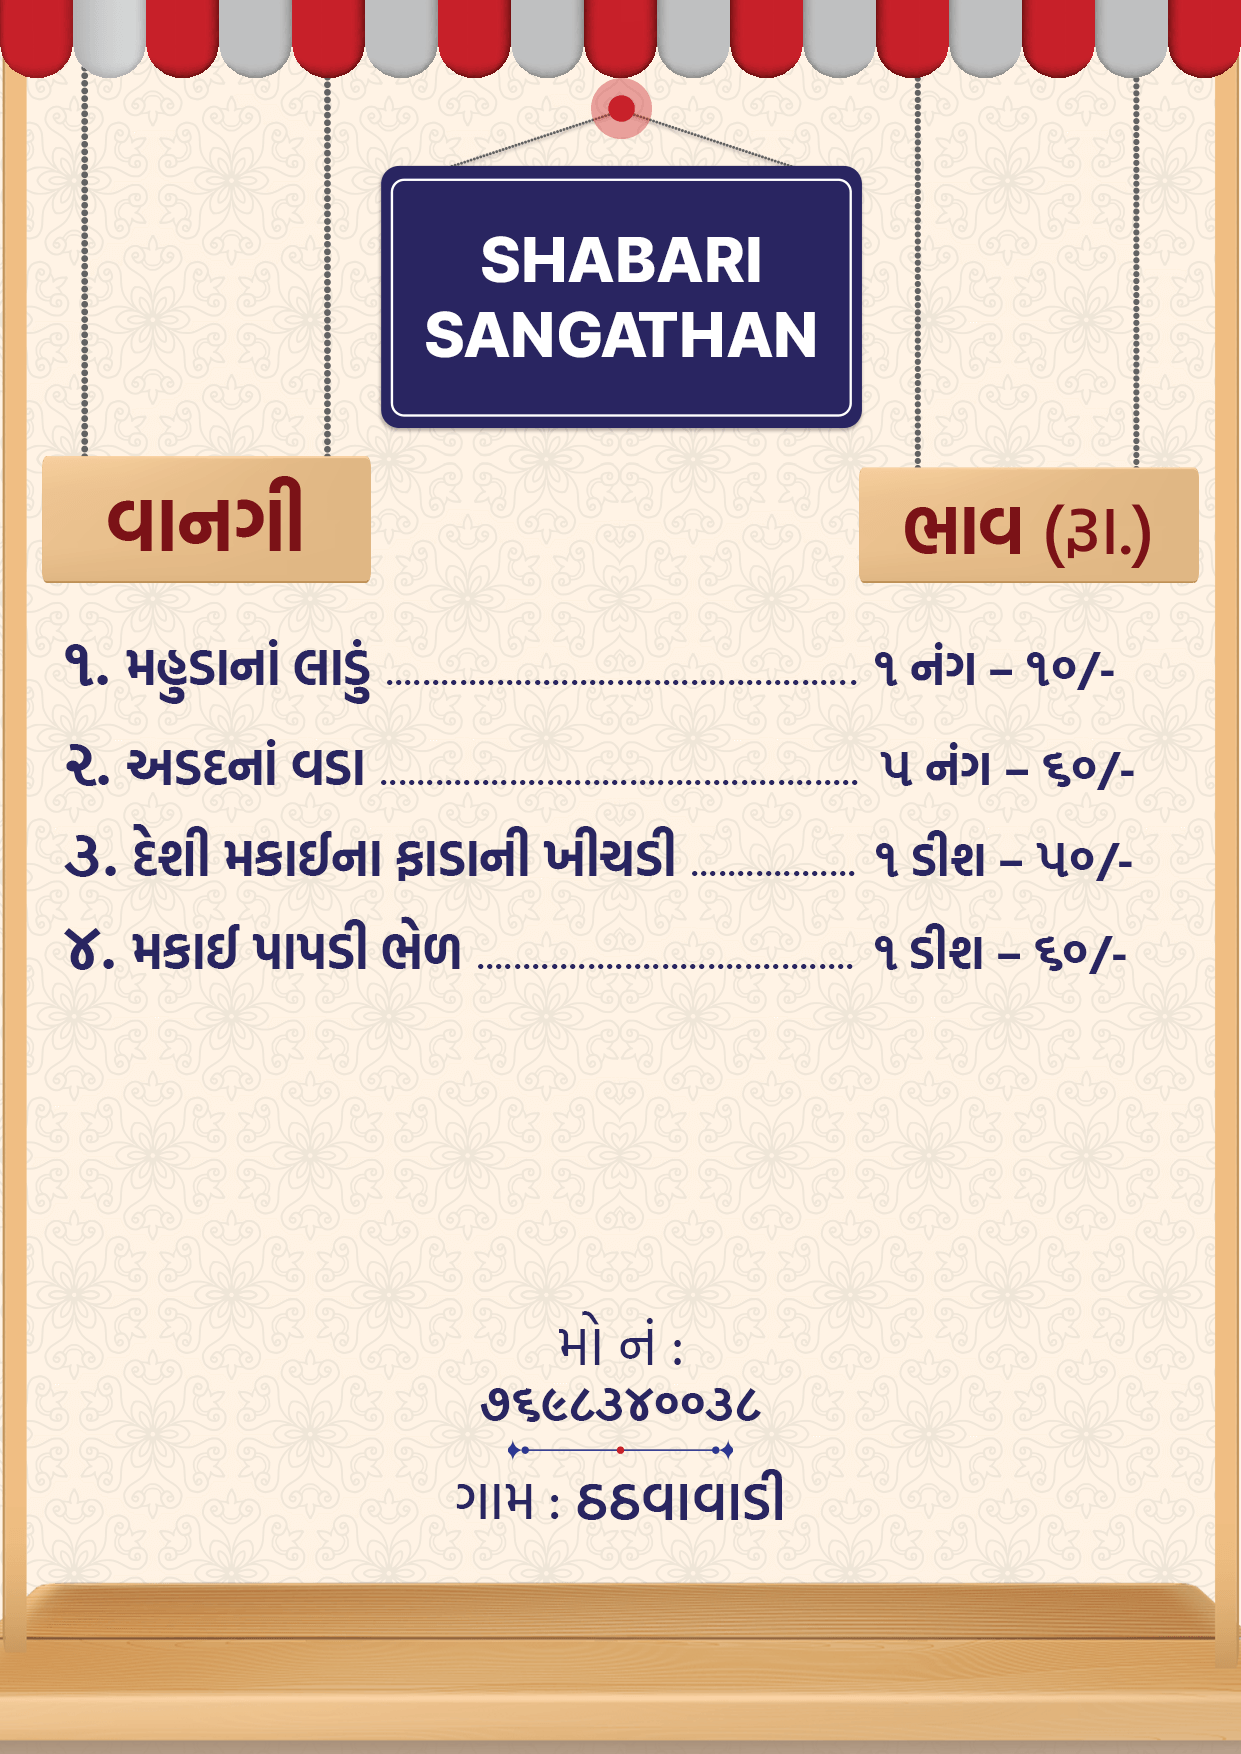 SHABARI
SANGATHAN
વાનગી
ભાવ (રૂા.)
૧. મહુડાનાં લાડું .................................................... ૧ નંગ – ૧૦/-
૨. અડદનાં વડા .................................................... ૫ નંગ – ૬૦/-
૩. દેશી મકાઈના ફાડાની ખીચડી .................. ૧ ડીશ – ૫૦/-
૪. મકાઈ પાપડી ભેળ ......................................... ૧ ડીશ – ૬૦/-
મો નં :
૭૬૯૮૩૪૦૦૩૮
ગામ : ઠઠવાવાડી